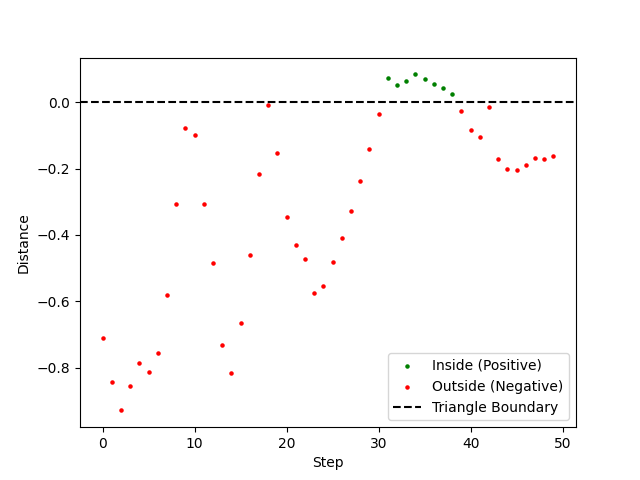 0.0
−0.2
−0.4
−0.6
−0.8
Distance
0
10
20
30
40
50
Step
Inside (Positive)
Outside (Negative)
Triangle Boundary